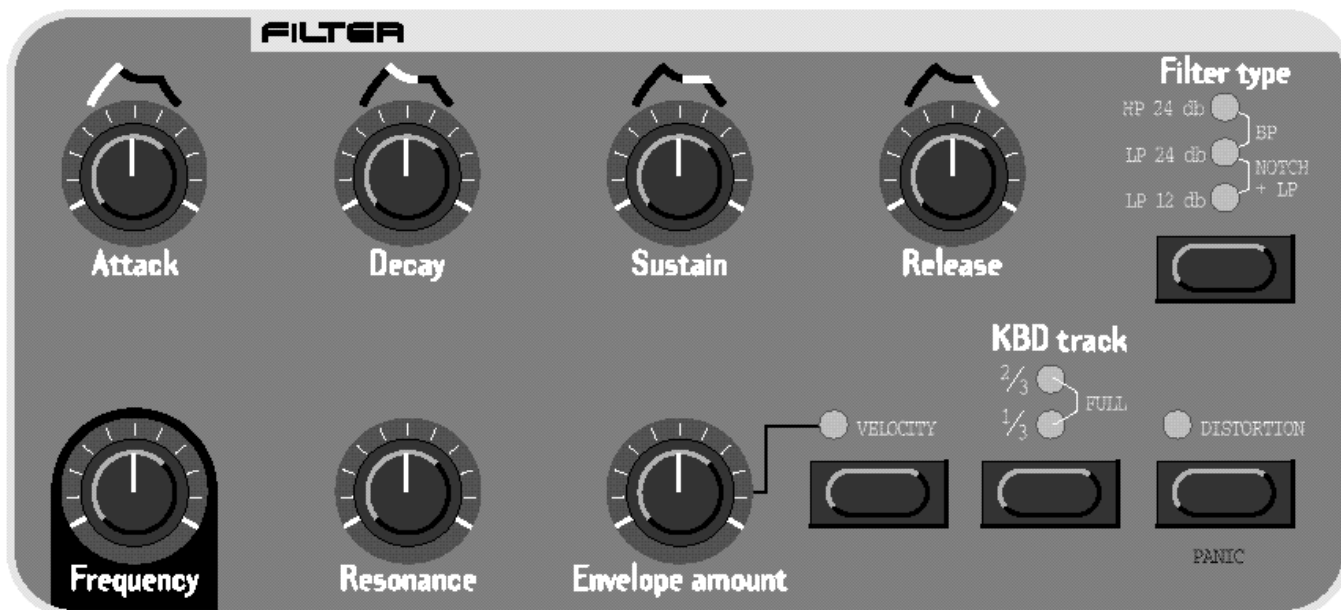 FILTER
Filter type
HP 24 db
BP
LP 24 db
NOTCH
+ LP
LP 12 db
Attack
Decay
Sustain
Release
KBD track
2/3
FULL
1/3
VELOCITY
DISTORTION
PANIC
Frequency
Resonance
Envelope amount